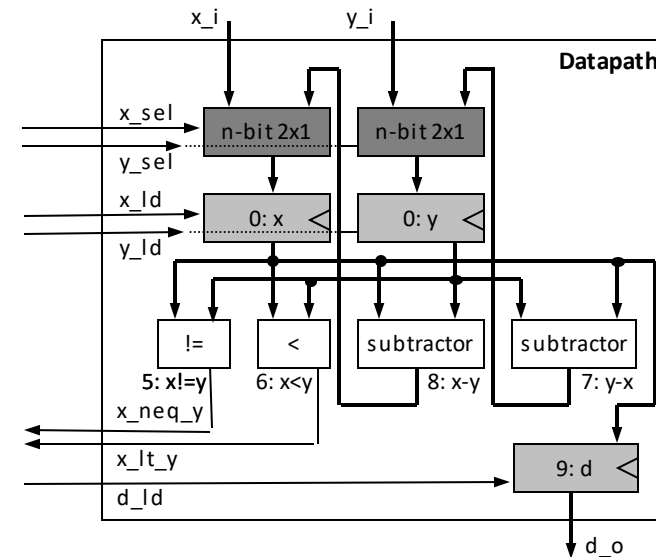 x_i
y_i
Datapath
x_sel
n-bit 2x1
n-bit 2x1
y_sel
x_ld
0: x
0: y
y_ld
!=
<
subtractor
subtractor
5: x!=y
6: x<y
8: x-y
7: y-x
x_neq_y
x_lt_y
9: d
d_ld
d_o